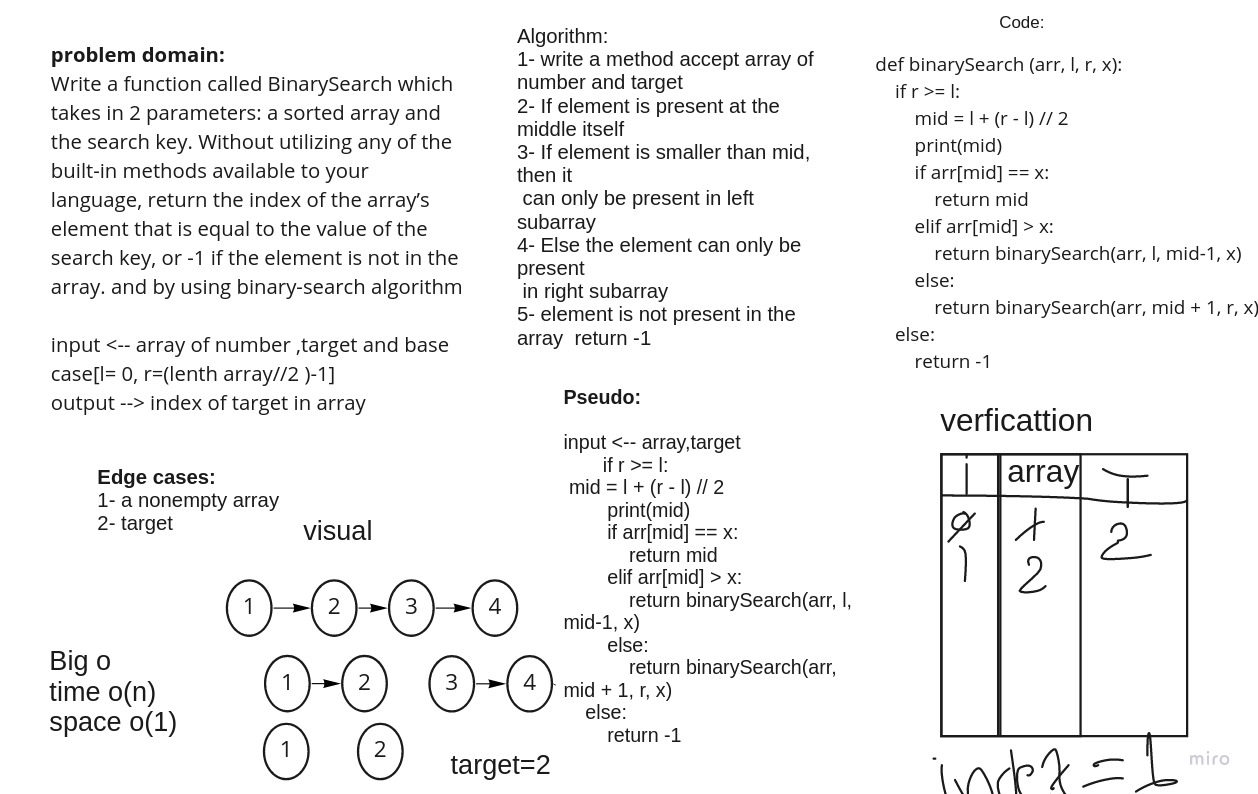 problem domain:
Write a function called BinarySearch which
takes in 2 parameters: a sorted array and
the search key. Without utilizing any of the
built-in methods available to your
language, return the index of the array’s
element that is equal to the value of the
search key, or -1 if the element is not in the
array. and by using binary-search algorithm
input <-- array of number ,target and base
case[l= 0, r=(lenth array//2 )-1]
output --> index of target in array
Edge cases:
1- a nonempty array
2- target
visual
1
2
3
4
1
2
3
4
1
2
target=2
Big o
time o(n)
space o(1)
Algorithm:
1- write a method accept array of
number and target
2- If element is present at the
middle itself
3- If element is smaller than mid,
then it
can only be present in left
subarray
4- Else the element can only be
present
in right subarray
5- element is not present in the
array  return -1
Pseudo:
input <-- array,target
if r >= l:
mid = l + (r - l) // 2
print(mid)
if arr[mid] == x:
return mid
elif arr[mid] > x:
return binarySearch(arr, l,
mid-1, x)
else:
return binarySearch(arr,
mid + 1, r, x)
else:
return -1
Code:
def binarySearch (arr, l, r, x):
if r >= l:
mid = l + (r - l) // 2
print(mid)
if arr[mid] == x:
return mid
elif arr[mid] > x:
return binarySearch(arr, l, mid-1, x)
else:
return binarySearch(arr, mid + 1, r, x)
else:
return -1
verficattion
i array T
0 1 2
1 2
index = 1
miro